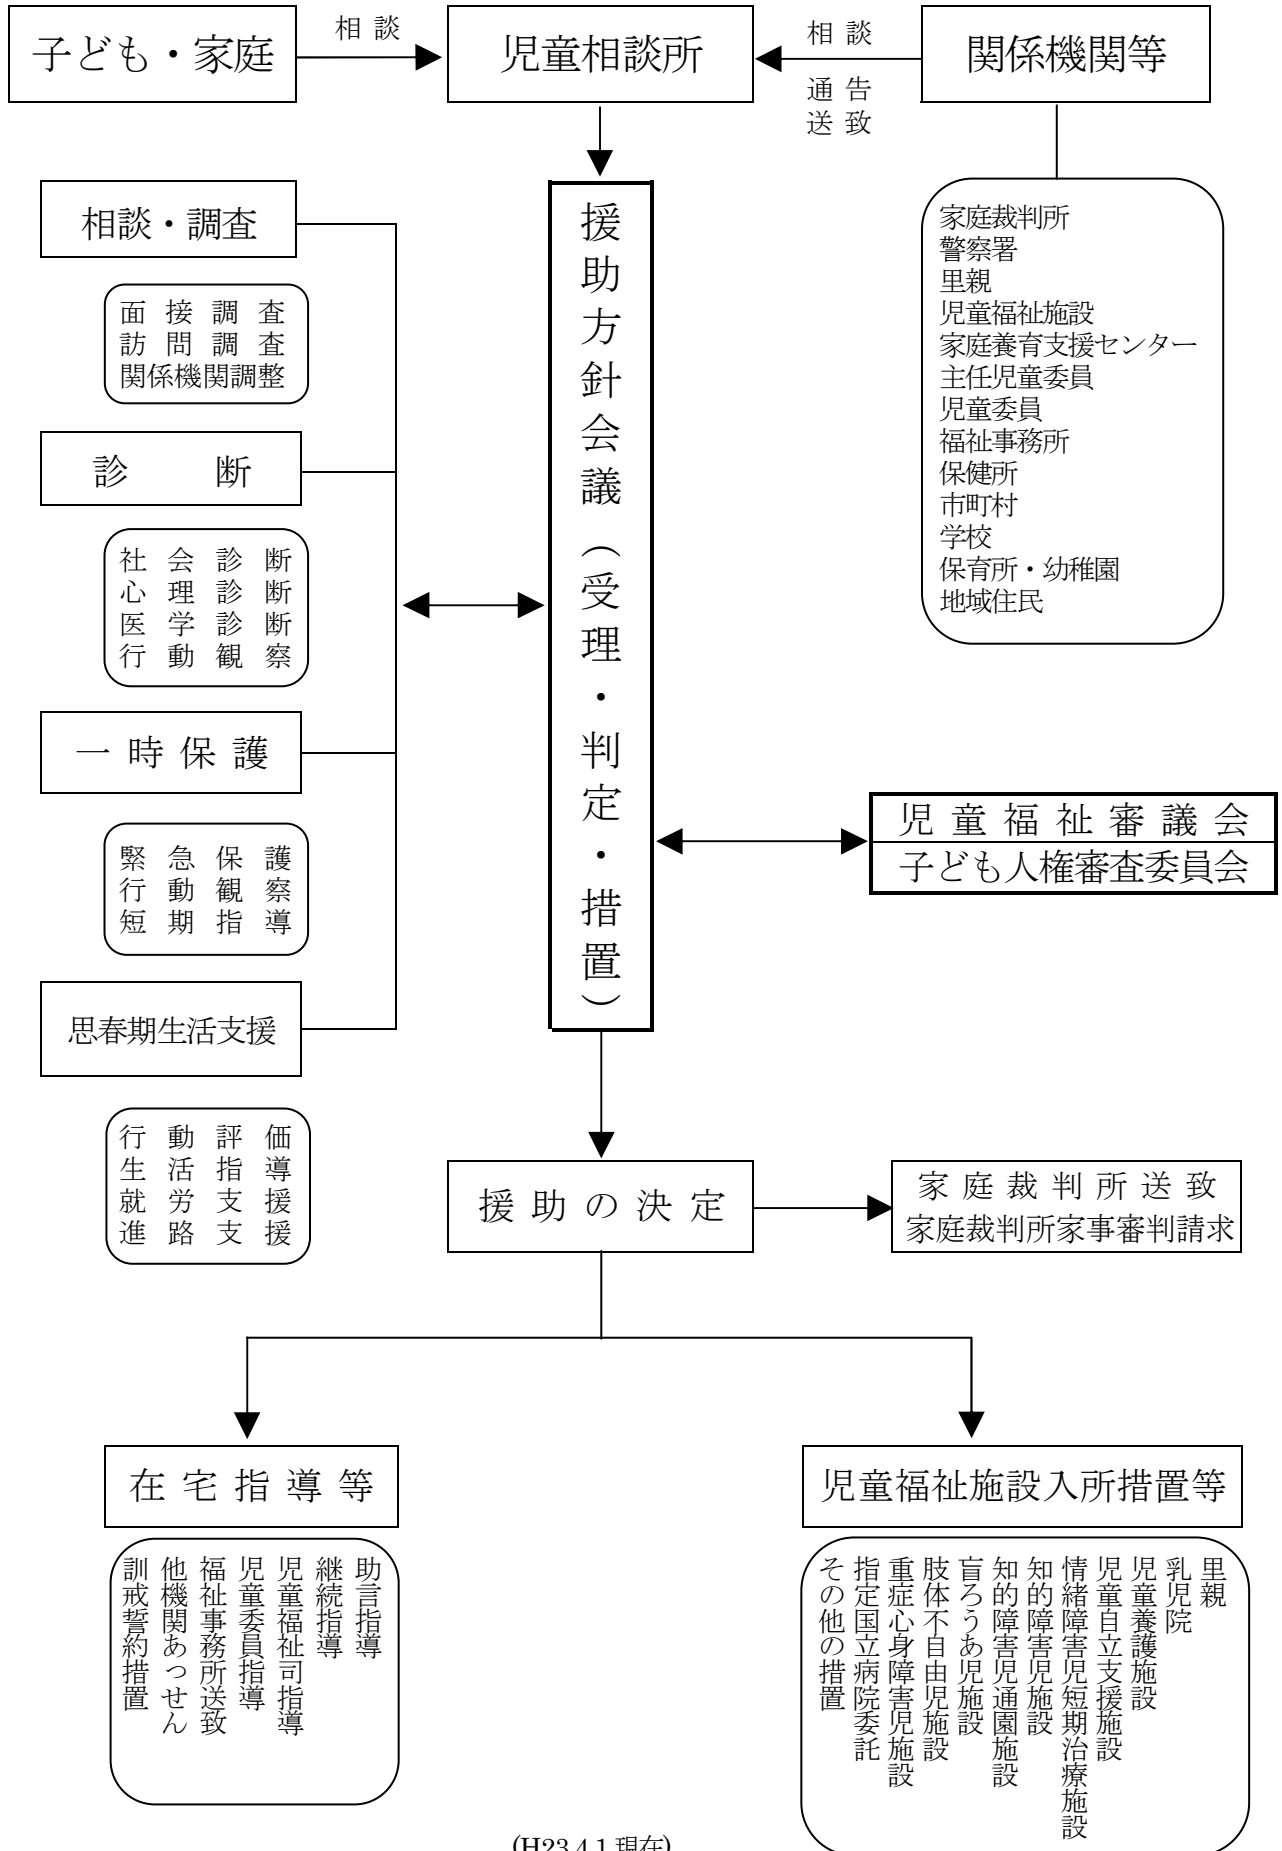 子ども・家庭
相談
児童相談所
相談
通告
送致
関係機関等
家庭裁判所
警察署
里親
児童福祉施設
家庭養育支援センター
主任児童委員
児童委員
福祉事務所
保健所
市町村
学校
保育所・幼稚園
地域住民
相談・調査
面接調査
訪問調査
関係機関調整
診断
社会診断
心理診断
医学診断
行動観察
一時保護
緊急保護
行動観察
短期指導
思春期生活支援
行動評価
生活指導
就労支援
進路支援
援助方針会議（受理・判定・措置）
児童福祉審議会
子ども人権審査委員会
援助の決定
家庭裁判所送致
家庭裁判所家事審判請求
在宅指導等
助言指導
継続指導
児童福祉司指導
児童委員指導
福祉事務所送致
他機関あっせん
訓戒誓約措置
児童福祉施設入所措置等
里親
乳児院
児童養護施設
児童自立支援施設
情緒障害児短期治療施設
知的障害児施設
知的障害児通園施設
盲ろうあ児施設
肢体不自由児施設
重症心身障害児施設
指定国立病院委託
その他の措置
(H23.4.1 現在)